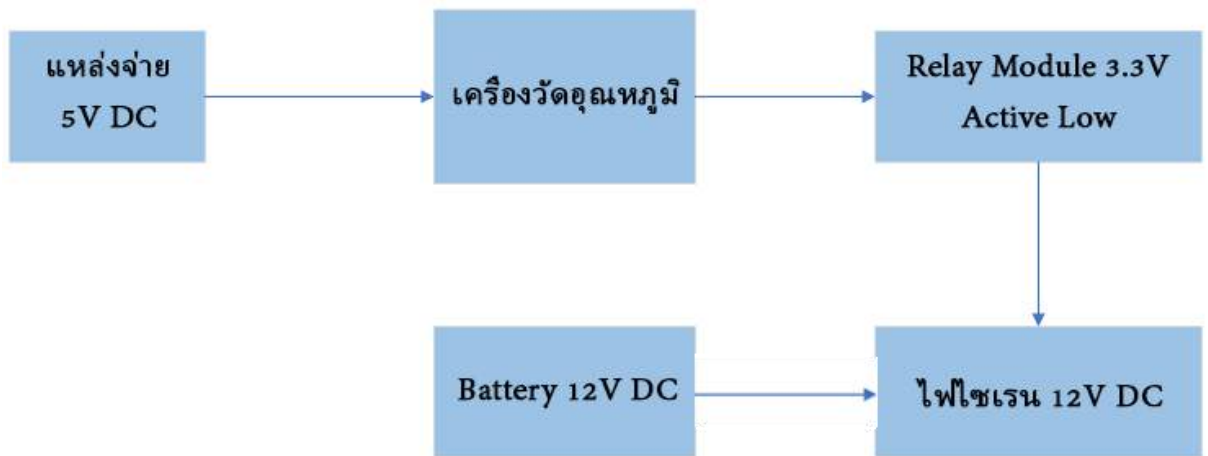 แหล่งจ่าย
5V DC
เครื่องวัดอุณหภูมิ
Relay Module 3.3V
Active Low
Battery 12V DC
ไฟไซเรน 12V DC